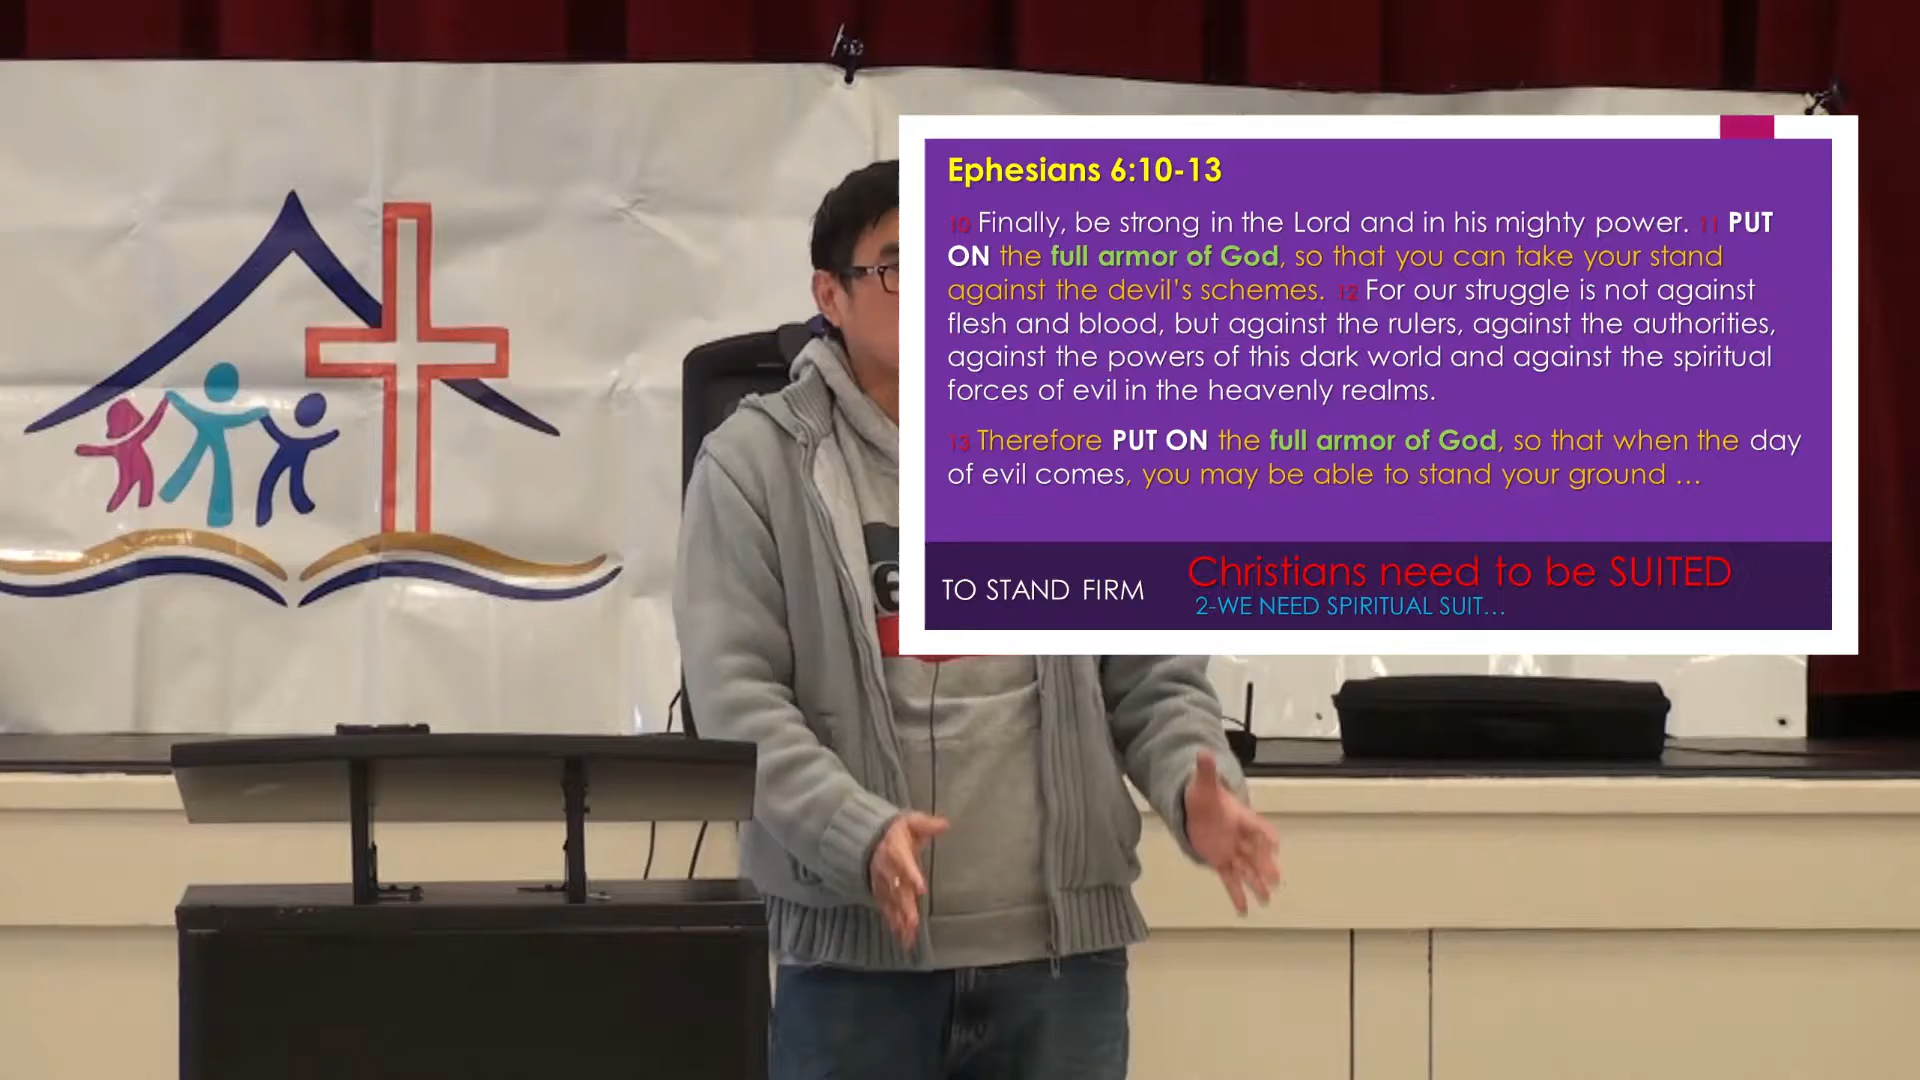 Ephesians 6:10-13
10 Finally, be strong in the Lord and in his mighty power. 11 PUT
ON the full armor of God, so that you can take your stand
against the devil's schemes. 12 For our struggle is not against
flesh and blood, but against the rulers, against the authorities,
against the powers of this dark world and against the spiritual
forces of evil in the heavenly realms.
13 Therefore PUT ON the full armor of God, so that when the day
of evil comes, you may be able to stand your ground …
TO STAND FIRM
Christians need to be SUITED
2-WE NEED SPIRITUAL SUIT…